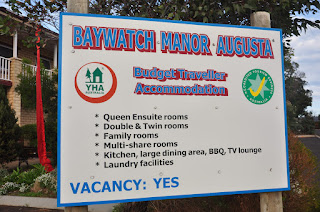 BAYWATCH MANOR AUGUSTA
Budget Traveller
Accommodation
YHA
AUSTRALIA
* Queen Ensuite rooms
* Double & Twin rooms
* Family rooms
* Multi-share rooms
* Kitchen, large dining area, BBQ, TV lounge
* Laundry facilities
VACANCY: YES